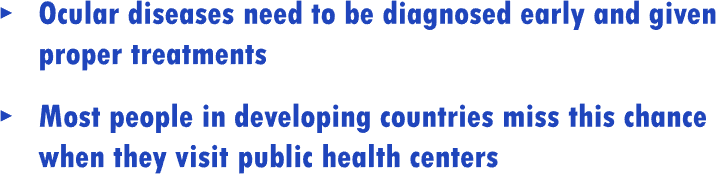 ▸ Ocular diseases need to be diagnosed early and given
proper treatments
▸ Most people in developing countries miss this chance
when they visit public health centers